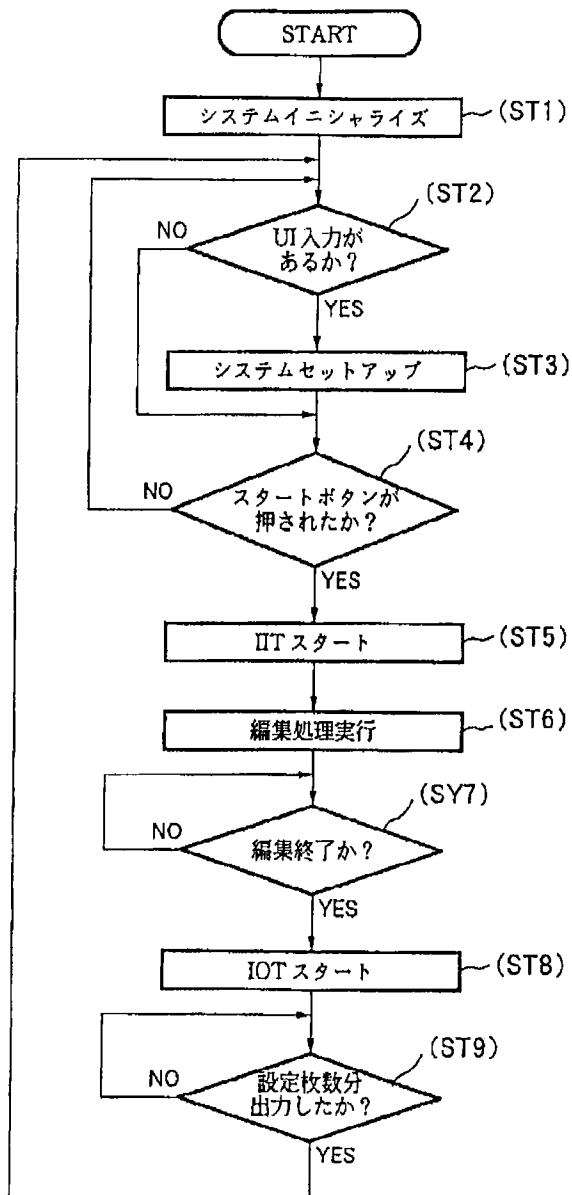 START
システムイニシャライズ
(ST1)
(ST2)
NO
UI入力が
あるか？
YES
システムセットアップ
(ST3)
(ST4)
NO
スタートボタンが
押されたか？
YES
IITスタート
(ST5)
編集処理実行
(ST6)
(SY7)
NO
編集終了か？
YES
IOTスタート
(ST8)
(ST9)
NO
設定枚数分
出力したか？
YES